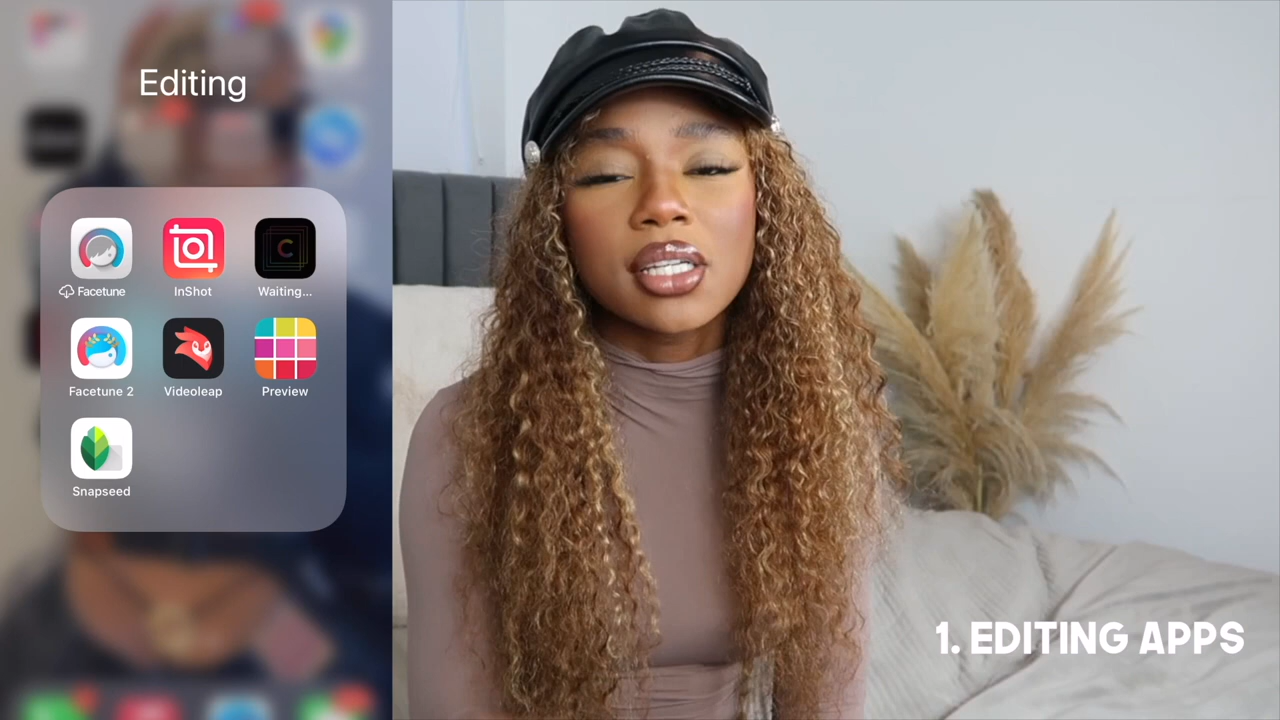 Editing
Facetune
InShot
Waiting...
Facetune 2
Videoleap
Preview
Snapseed
1. EDITING APPS